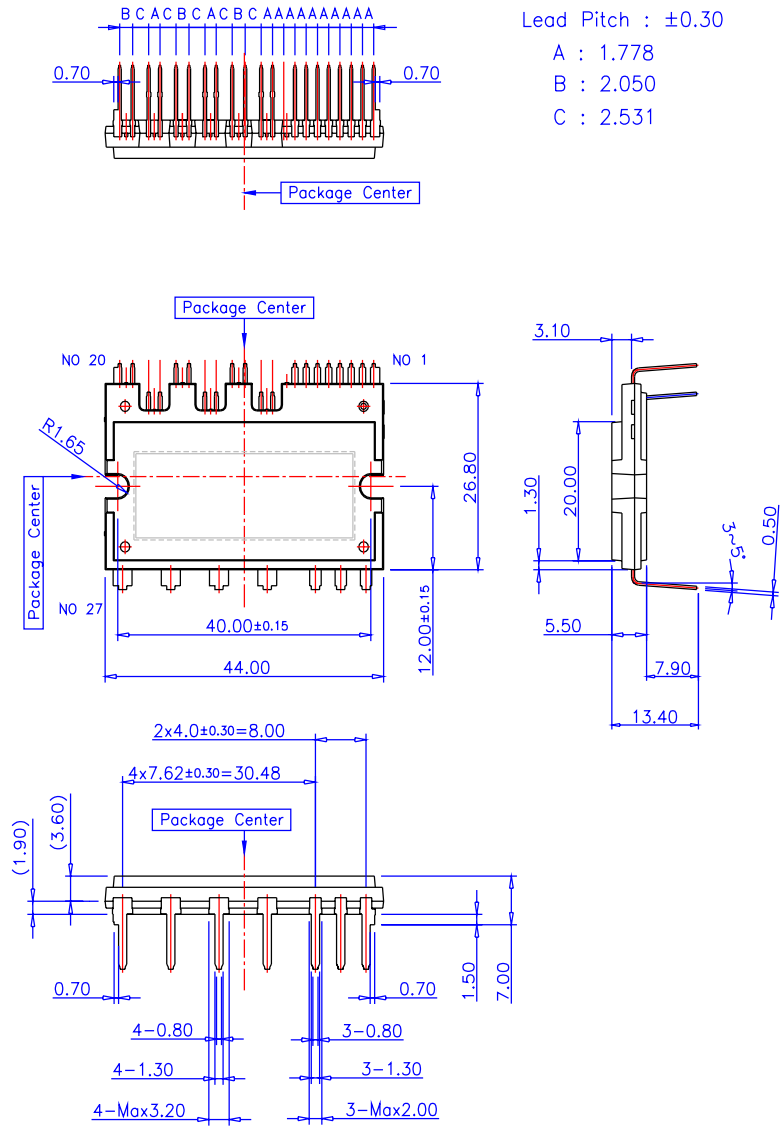 B C A C B C A C B C A A A A A A A A A
Lead Pitch : ±0.30
A : 1.778
B : 2.050
C : 2.531
0.70
0.70
Package Center
Package Center
NO 20
NO 1
3.10
R1.65
Package Center
26.80
1.30
20.00
3~5°
0.50
NO 27
40.00±0.15
12.00±0.15
5.50
44.00
7.90
13.40
2x4.0±0.30=8.00
4x7.62±0.30=30.48
Package Center
(1.90)
(3.60)
0.70
0.70
1.50
7.00
4-0.80
3-0.80
4-1.30
3-1.30
4-Max3.20
3-Max2.00